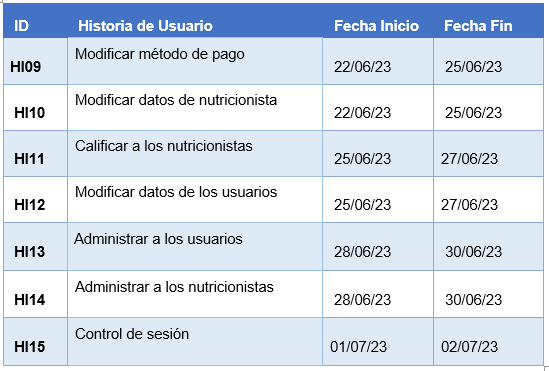 ID Historia de Usuario Fecha Inicio Fecha Fin
HI09 Modificar método de pago 22/06/23 25/06/23
HI10 Modificar datos de nutricionista 22/06/23 25/06/23
HI11 Calificar a los nutricionistas 25/06/23 27/06/23
HI12 Modificar datos de los usuarios 25/06/23 27/06/23
HI13 Administrar a los usuarios 28/06/23 30/06/23
HI14 Administrar a los nutricionistas 28/06/23 30/06/23
HI15 Control de sesión 01/07/23 02/07/23